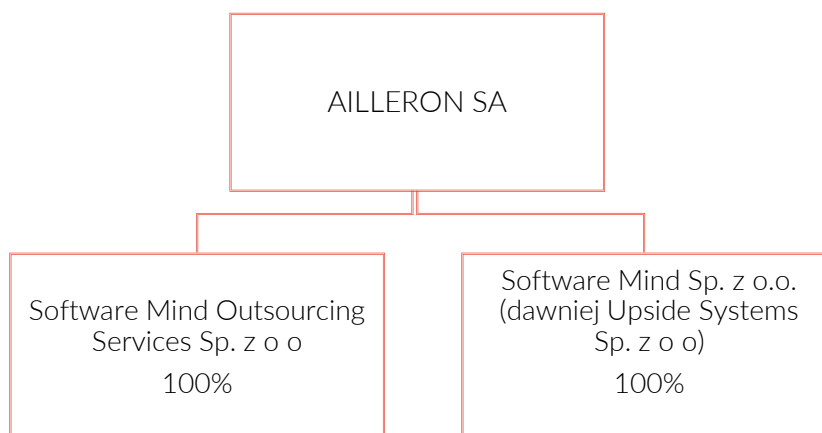 AILLERON SA
Software Mind Outsourcing
Services Sp. z o o
100%
Software Mind Sp. z o.o.
(dawniej Upside Systems
Sp. z o o)
100%